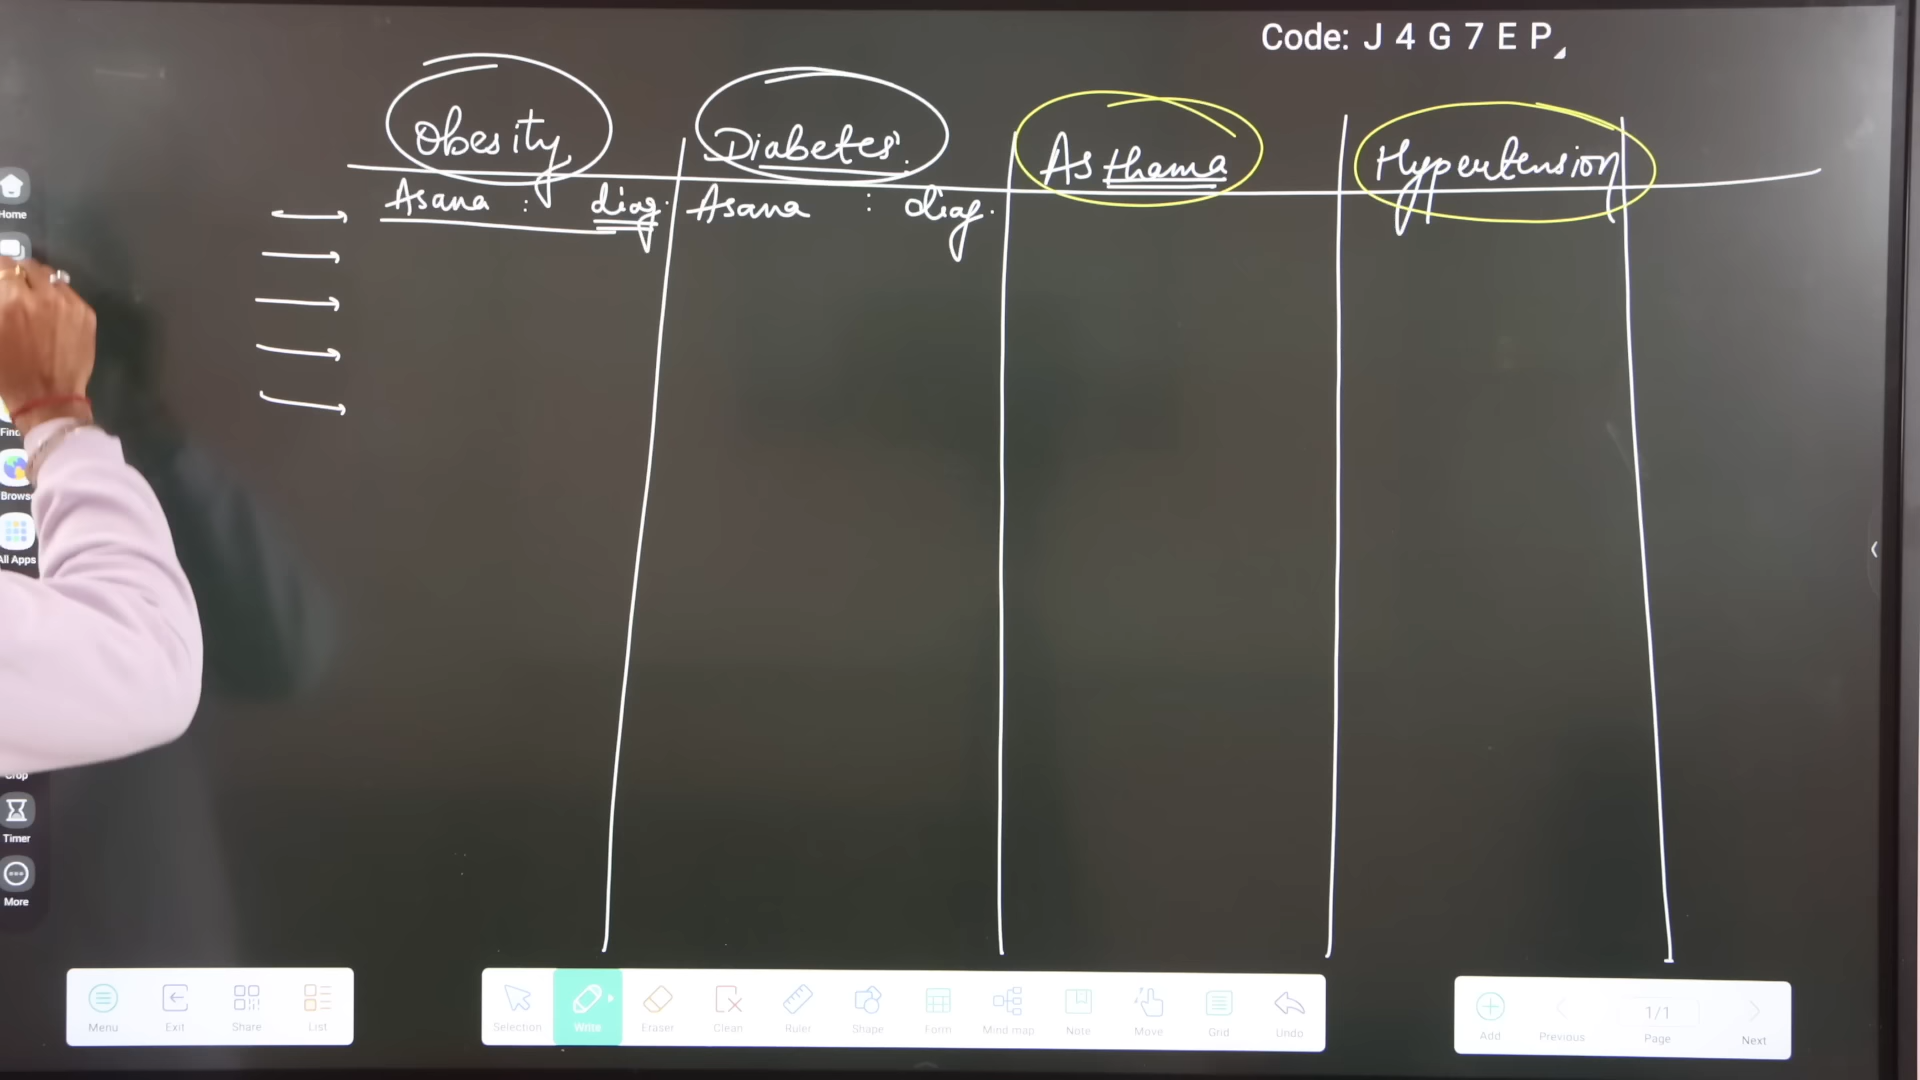 Code: J 4 G 7 E P
Obesity Diabetes Asthama Hypertension
Asana : diag. Asana : diag.
Home
Brows
All Apps
Crop
Timer
More
Menu Exit Share List
Selection Write Eraser Clean Ruler Shape Form Mind map Note Move Grid Undo
1/1
Add Previous Page Next